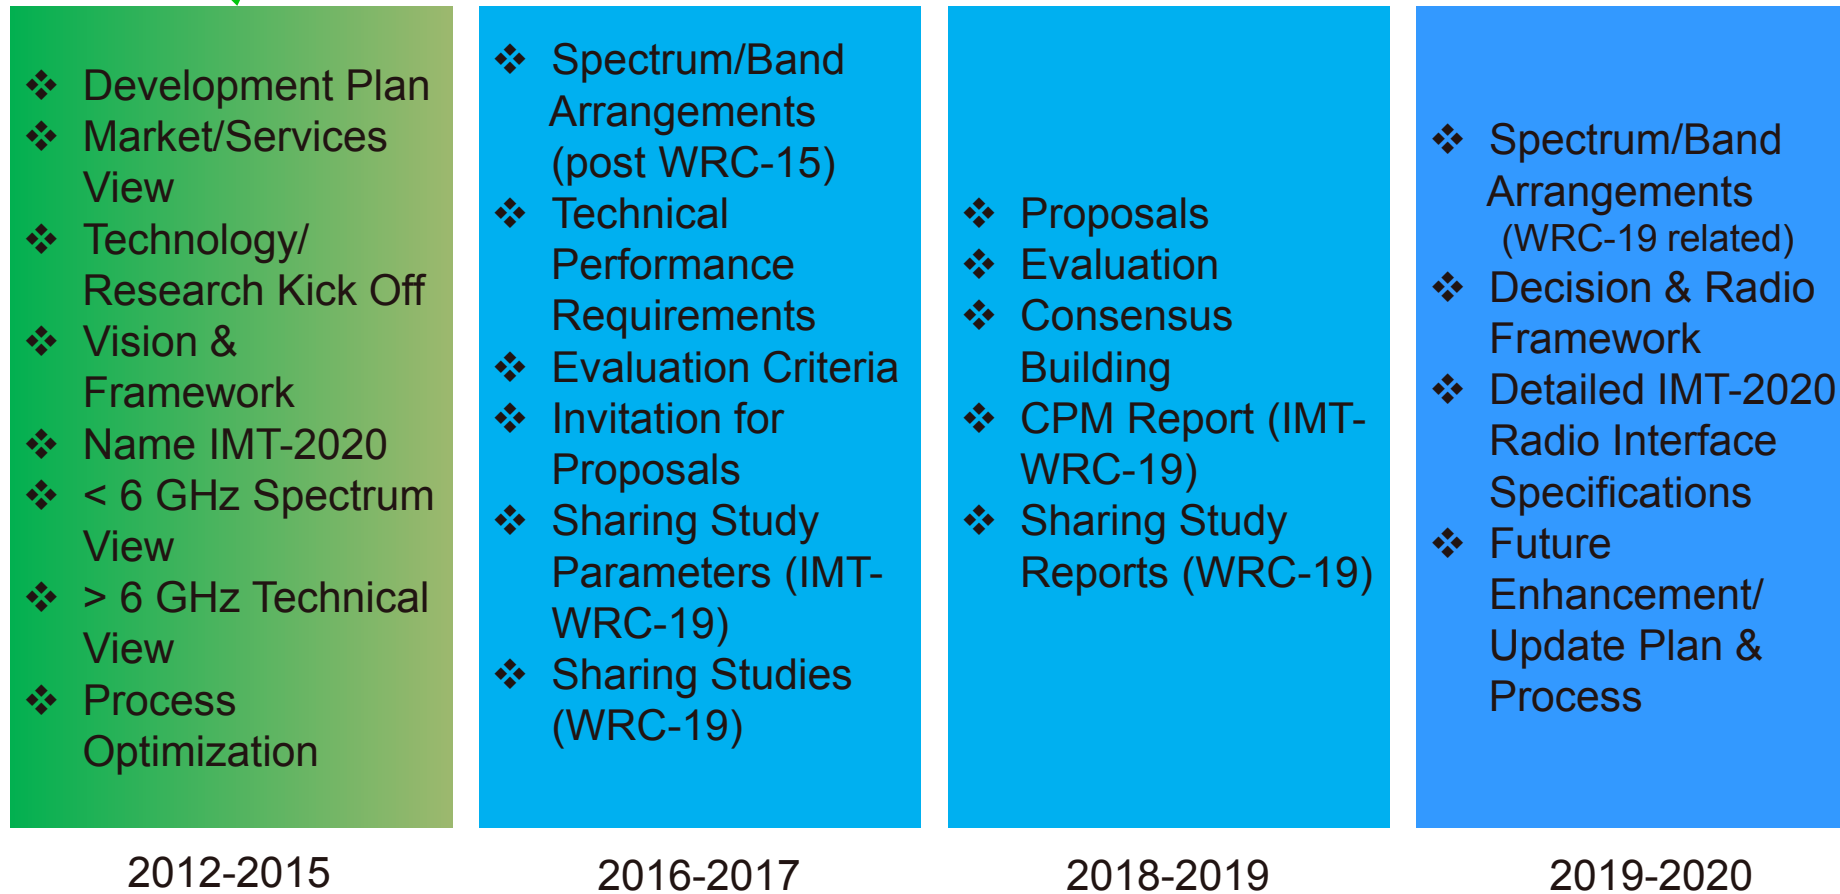 ❖ Development Plan
❖ Market/Services
View
❖ Technology/
Research Kick Off
❖ Vision &
Framework
❖ Name IMT-2020
❖ < 6 GHz Spectrum
View
❖ > 6 GHz Technical
View
❖ Process
Optimization
2012-2015
❖ Spectrum/Band
Arrangements
(post WRC-15)
❖ Technical
Performance
Requirements
❖ Evaluation Criteria
❖ Invitation for
Proposals
❖ Sharing Study
Parameters (IMT-
WRC-19)
❖ Sharing Studies
(WRC-19)
2016-2017
❖ Proposals
❖ Evaluation
❖ Consensus
Building
❖ CPM Report (IMT-
WRC-19)
❖ Sharing Study
Reports (WRC-19)
2018-2019
❖ Spectrum/Band
Arrangements
(WRC-19 related)
❖ Decision & Radio
Framework
❖ Detailed IMT-2020
Radio Interface
Specifications
❖ Future
Enhancement/
Update Plan &
Process
2019-2020